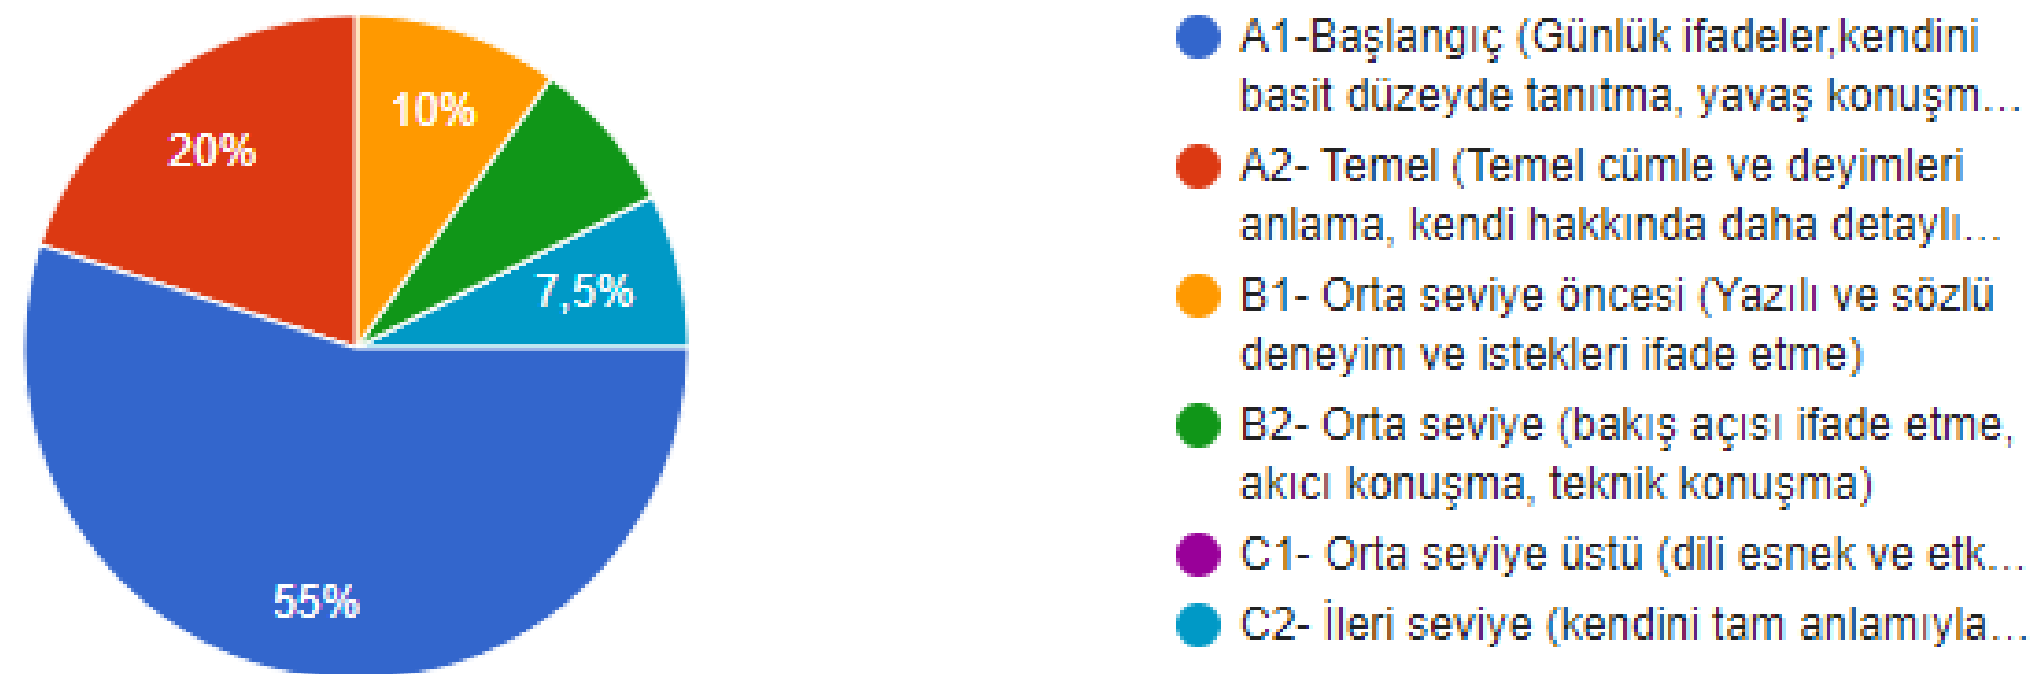 10%
20%
7,5%
55%
A1-Başlangıç (Günlük ifadeler,kendini
basit düzeyde tanıtma, yavaş konuşm...
A2- Temel (Temel cümle ve deyimleri
anlama, kendi hakkında daha detaylı...
B1- Orta seviye öncesi (Yazılı ve sözlü
deneyim ve istekleri ifade etme)
B2- Orta seviye (bakış açısı ifade etme,
akıcı konuşma, teknik konuşma)
C1- Orta seviye üstü (dili esnek ve etk...
C2- İleri seviye (kendini tam anlamıyla...